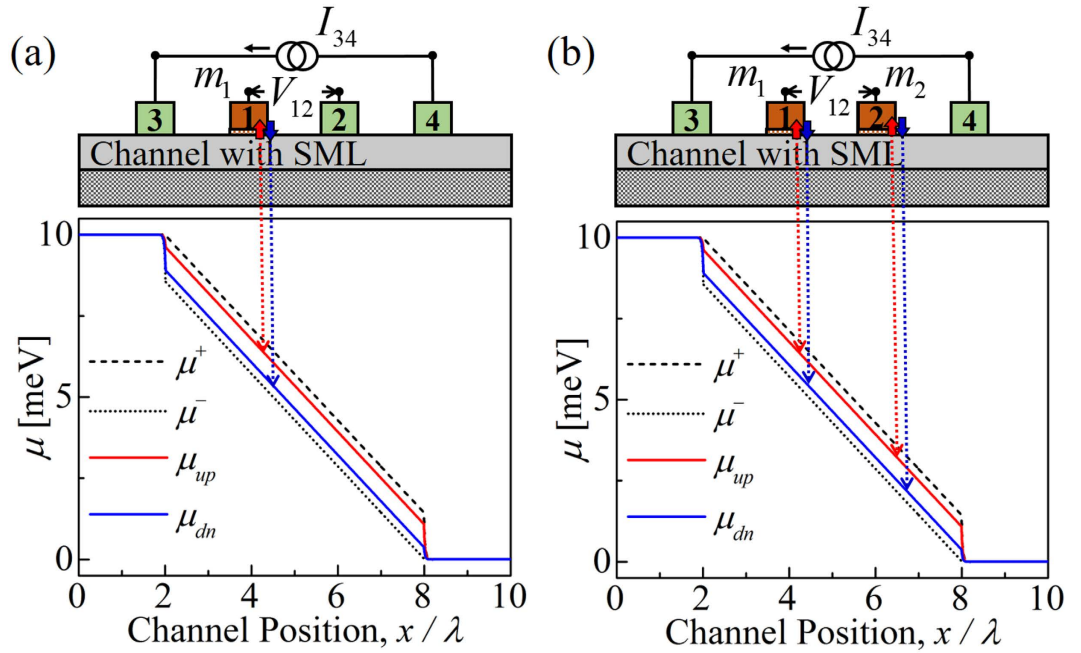 (a)
I34
m1
V12
3
1
2
4
Channel with SML
10
5
0
μ [meV]
μ+
μ-
μup
μdn
0
2
4
6
8
10
Channel Position, x / λ
(b)
I34
m1
V12
m2
3
1
2
4
Channel with SML
10
5
0
μ [meV]
μ+
μ-
μup
μdn
0
2
4
6
8
10
Channel Position, x / λ